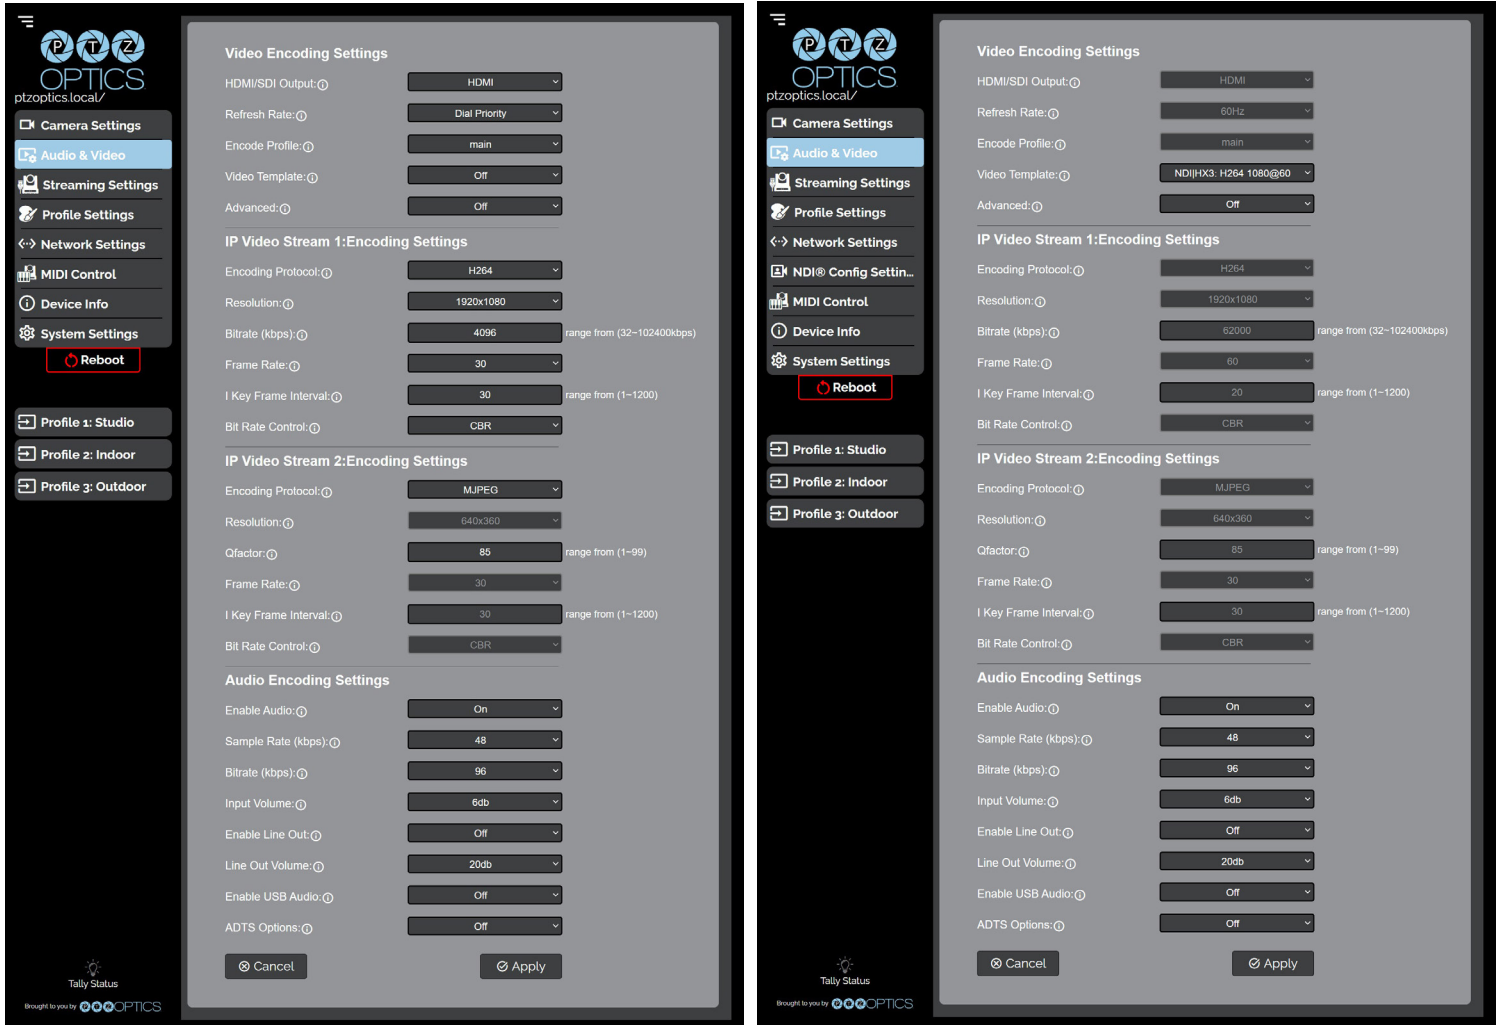 PTZ
OPTICS
ptzoptics.local/
Camera Settings
Audio & Video
Streaming Settings
Profile Settings
Network Settings
MIDI Control
Device Info
System Settings
Reboot
Profile 1: Studio
Profile 2: Indoor
Profile 3: Outdoor
Tally Status
Brought to you by PTZOPTICS
Video Encoding Settings
HDMI/SDI Output: HDMI
Refresh Rate: Dial Priority
Encode Profile: main
Video Template: Off
Advanced: Off
IP Video Stream 1:Encoding Settings
Encoding Protocol: H264
Resolution: 1920x1080
Bitrate (kbps): 4096 range from (32~102400kbps)
Frame Rate: 30
I Key Frame Interval: 30 range from (1~1200)
Bit Rate Control: CBR
IP Video Stream 2:Encoding Settings
Encoding Protocol: MJPEG
Resolution: 640x360
Qfactor: 85 range from (1~99)
Frame Rate: 30
I Key Frame Interval: 30 range from (1~1200)
Bit Rate Control: CBR
Audio Encoding Settings
Enable Audio: On
Sample Rate (kbps): 48
Bitrate (kbps): 96
Input Volume: 6db
Enable Line Out: Off
Line Out Volume: 20db
Enable USB Audio: Off
ADTS Options: Off
Cancel Apply
PTZ
OPTICS
ptzoptics.local/
Camera Settings
Audio & Video
Streaming Settings
Profile Settings
Network Settings
NDI® Config Settin...
MIDI Control
Device Info
System Settings
Reboot
Profile 1: Studio
Profile 2: Indoor
Profile 3: Outdoor
Tally Status
Brought to you by PTZOPTICS
Video Encoding Settings
HDMI/SDI Output: HDMI
Refresh Rate: 60Hz
Encode Profile: main
Video Template: NDI|HX3: H264 1080@60
Advanced: Off
IP Video Stream 1:Encoding Settings
Encoding Protocol: H264
Resolution: 1920x1080
Bitrate (kbps): 62000 range from (32~102400kbps)
Frame Rate: 60
I Key Frame Interval: 20 range from (1~1200)
Bit Rate Control: CBR
IP Video Stream 2:Encoding Settings
Encoding Protocol: MJPEG
Resolution: 640x360
Qfactor: 85 range from (1~99)
Frame Rate: 30
I Key Frame Interval: 30 range from (1~1200)
Bit Rate Control: CBR
Audio Encoding Settings
Enable Audio: On
Sample Rate (kbps): 48
Bitrate (kbps): 96
Input Volume: 6db
Enable Line Out: Off
Line Out Volume: 20db
Enable USB Audio: Off
ADTS Options: Off
Cancel Apply